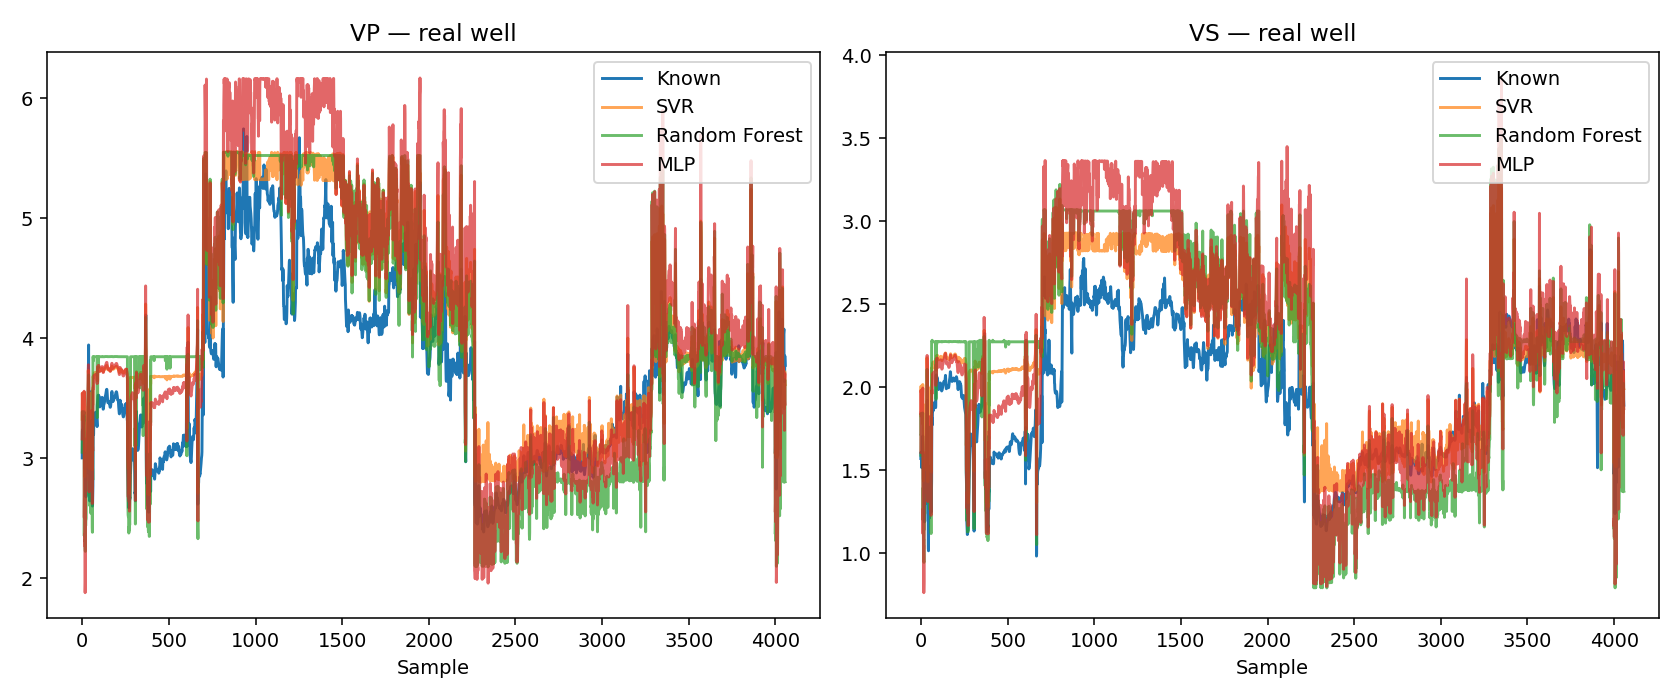 VP — real well
6
5
4
3
2
0 500 1000 1500 2000 2500 3000 3500 4000
Sample
Known
SVR
Random Forest
MLP
VS — real well
4.0
3.5
3.0
2.5
2.0
1.5
1.0
0 500 1000 1500 2000 2500 3000 3500 4000
Sample
Known
SVR
Random Forest
MLP